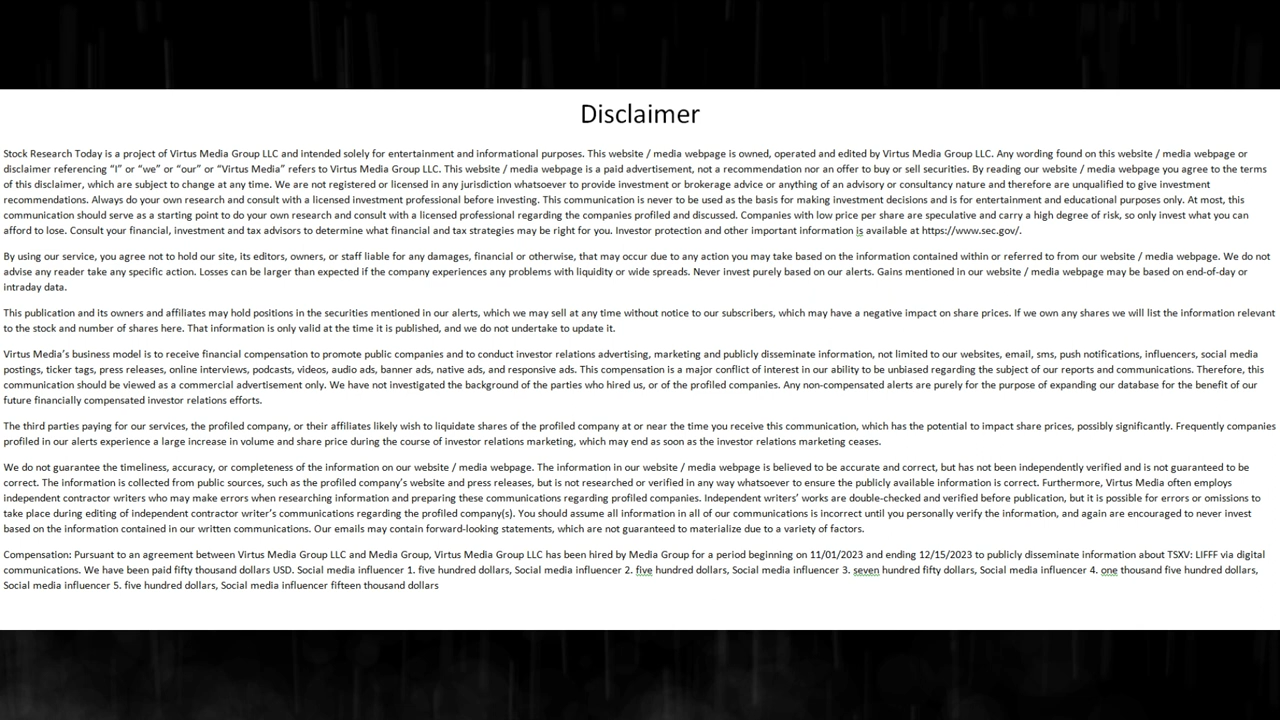 Disclaimer
Stock Research Today is a project of Virtus Media Group LLC and intended solely for entertainment and informational purposes. This website / media webpage is owned, operated and edited by Virtus Media Group LLC. Any wording found on this website / media webpage or
disclaimer referencing “I” or “we” or “our” or “Virtus Media” refers to Virtus Media Group LLC. This website / media webpage is a paid advertisement, not a recommendation nor an offer to buy or sell securities. By reading our website / media webpage you agree to the terms
of this disclaimer, which are subject to change at any time. We are not registered or licensed in any jurisdiction whatsoever to provide investment or brokerage advice or anything of an advisory or consultancy nature and therefore are unqualified to give investment
recommendations. Always do your own research and consult with a licensed investment professional before investing. This communication is never to be used as the basis for making investment decisions and is for entertainment and educational purposes only. At most, this
communication should serve as a starting point to do your own research and consult with a licensed professional regarding the companies profiled and discussed. Companies with low price per share are speculative and carry a high degree of risk, so only invest what you can
afford to lose. Consult your financial, investment and tax advisors to determine what financial and tax strategies may be right for you. Investor protection and other important information is available at https://www.sec.gov/.
By using our service, you agree not to hold our site, its editors, owners, or staff liable for any damages, financial or otherwise, that may occur due to any action you may take based on the information contained within or referred to from our website / media webpage. We do not
advise any reader take any specific action. Losses can be larger than expected if the company experiences any problems with liquidity or wide spreads. Never invest purely based on our alerts. Gains mentioned in our website / media webpage may be based on end-of-day or
intraday data.
This publication and its owners and affiliates may hold positions in the securities mentioned in our alerts, which we may sell at any time without notice to our subscribers, which may have a negative impact on share prices. If we own any shares we will list the information relevant
to the stock and number of shares here. That information is only valid at the time it is published, and we do not undertake to update it.
Virtus Media’s business model is to receive financial compensation to promote public companies and to conduct investor relations advertising, marketing and publicly disseminate information, not limited to our websites, email, sms, push notifications, influencers, social media
postings, ticker tags, press releases, online interviews, podcasts, videos, audio ads, banner ads, native ads, and responsive ads. This compensation is a major conflict of interest in our ability to be unbiased regarding the subject of our reports and communications. Therefore, this
communication should be viewed as a commercial advertisement only. We have not investigated the background of the parties who hired us, or of the profiled companies. Any non-compensated alerts are purely for the purpose of expanding our database for the benefit of our
future financially compensated investor relations efforts.
The third parties paying for our services, the profiled company, or their affiliates likely wish to liquidate shares of the profiled company at or near the time you receive this communication, which has the potential to impact share prices, possibly significantly. Frequently companies
profiled in our alerts experience a large increase in volume and share price during the course of investor relations marketing, which may end as soon as the investor relations marketing ceases.
We do not guarantee the timeliness, accuracy, or completeness of the information on our website / media webpage. The information in our website / media webpage is believed to be accurate and correct, but has not been independently verified and is not guaranteed to be
correct. The information is collected from public sources, such as the profiled company’s website and press releases, but is not researched or verified in any way whatsoever to ensure the publicly available information is correct. Furthermore, Virtus Media often employs
independent contractor writers who may make errors when researching information and preparing these communications regarding profiled companies. Independent writers’ works are double-checked and verified before publication, but it is possible for errors or omissions to
take place during editing of independent contractor writer’s communications regarding the profiled company(s). You should assume all information in all of our communications is incorrect until you personally verify the information, and again are encouraged to never invest
based on the information contained in our written communications. Our emails may contain forward-looking statements, which are not guaranteed to materialize due to a variety of factors.
Compensation: Pursuant to an agreement between Virtus Media Group LLC and Media Group, Virtus Media Group LLC has been hired by Media Group for a period beginning on 11/01/2023 and ending 12/15/2023 to publicly disseminate information about TSXV: LIFFF via digital
communications. We have been paid fifty thousand dollars USD. Social media influencer 1. five hundred dollars, Social media influencer 2. five hundred dollars, Social media influencer 3. seven hundred fifty dollars, Social media influencer 4. one thousand five hundred dollars,
Social media influencer 5. five hundred dollars, Social media influencer fifteen thousand dollars